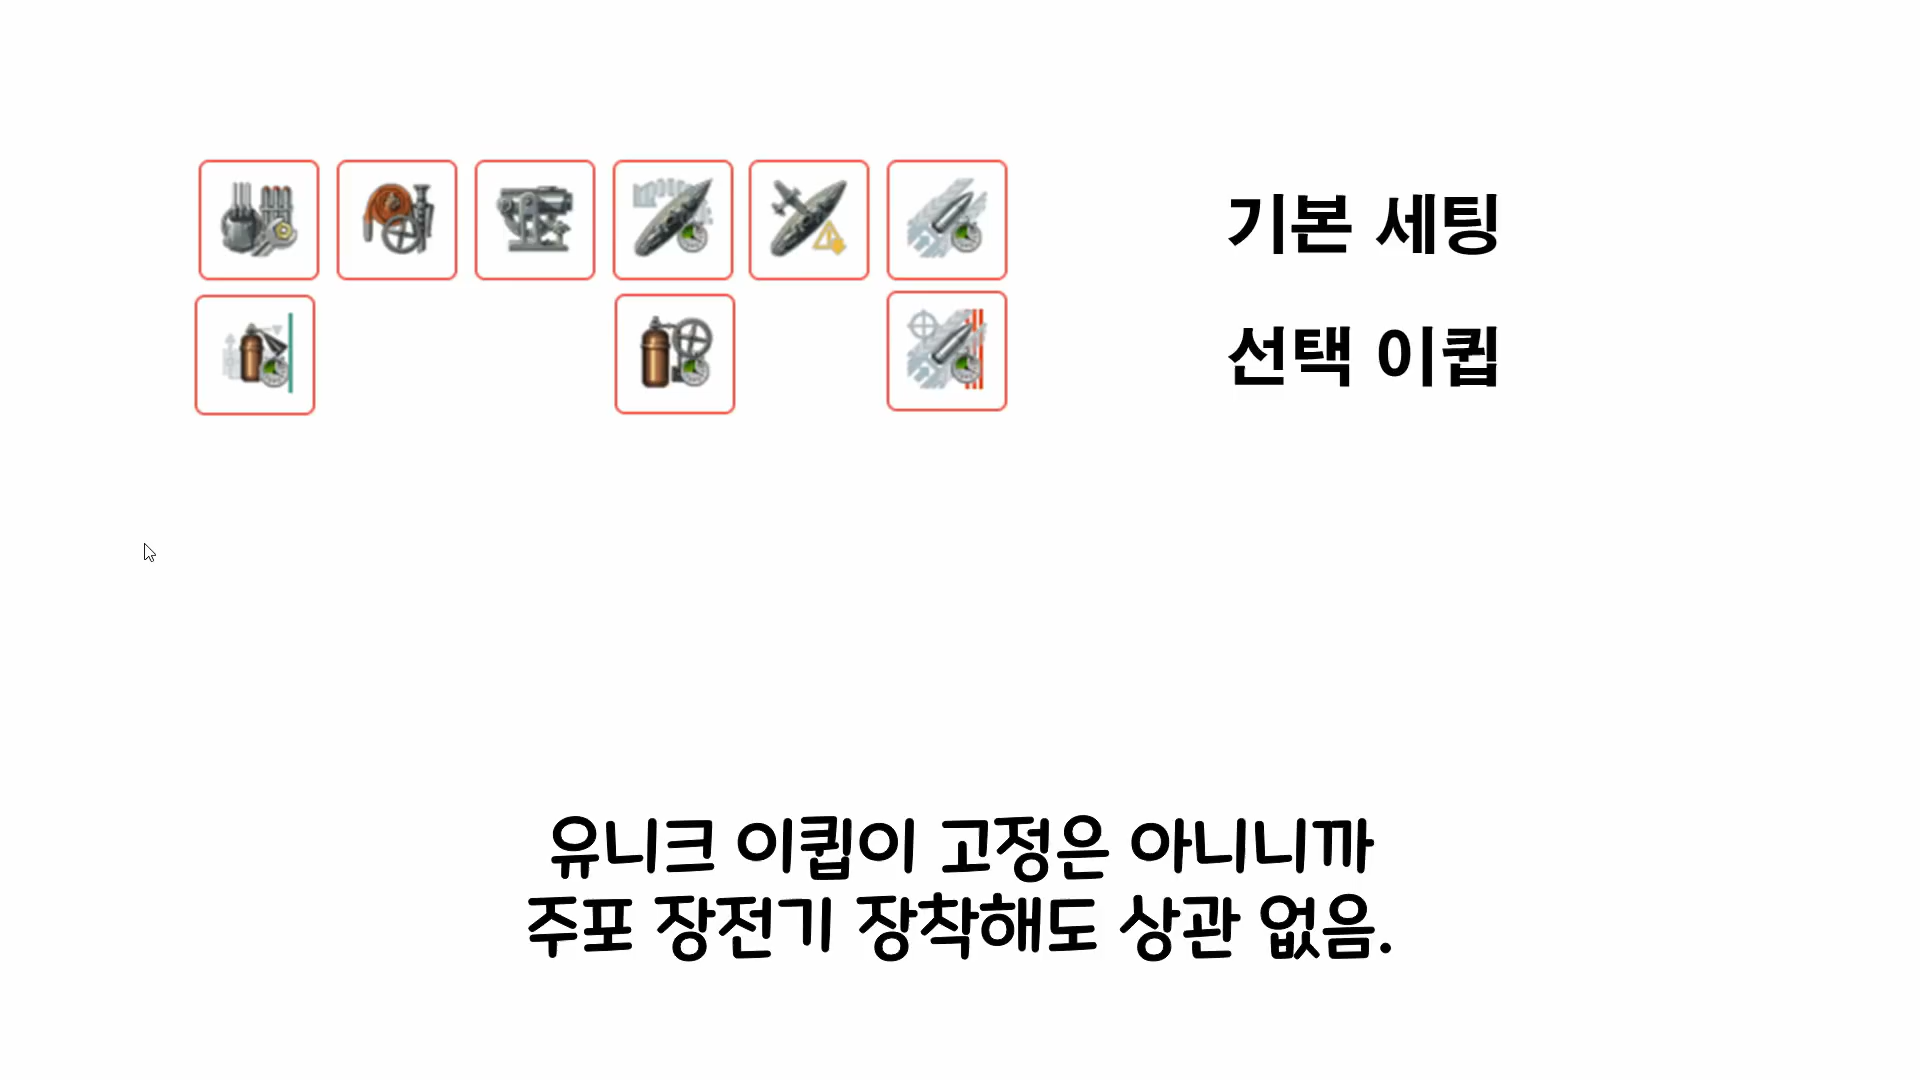 기본 세팅
선택 이큅
유니크 이큅이 고정은 아니니까
주포 장전기 장착해도 상관 없음.